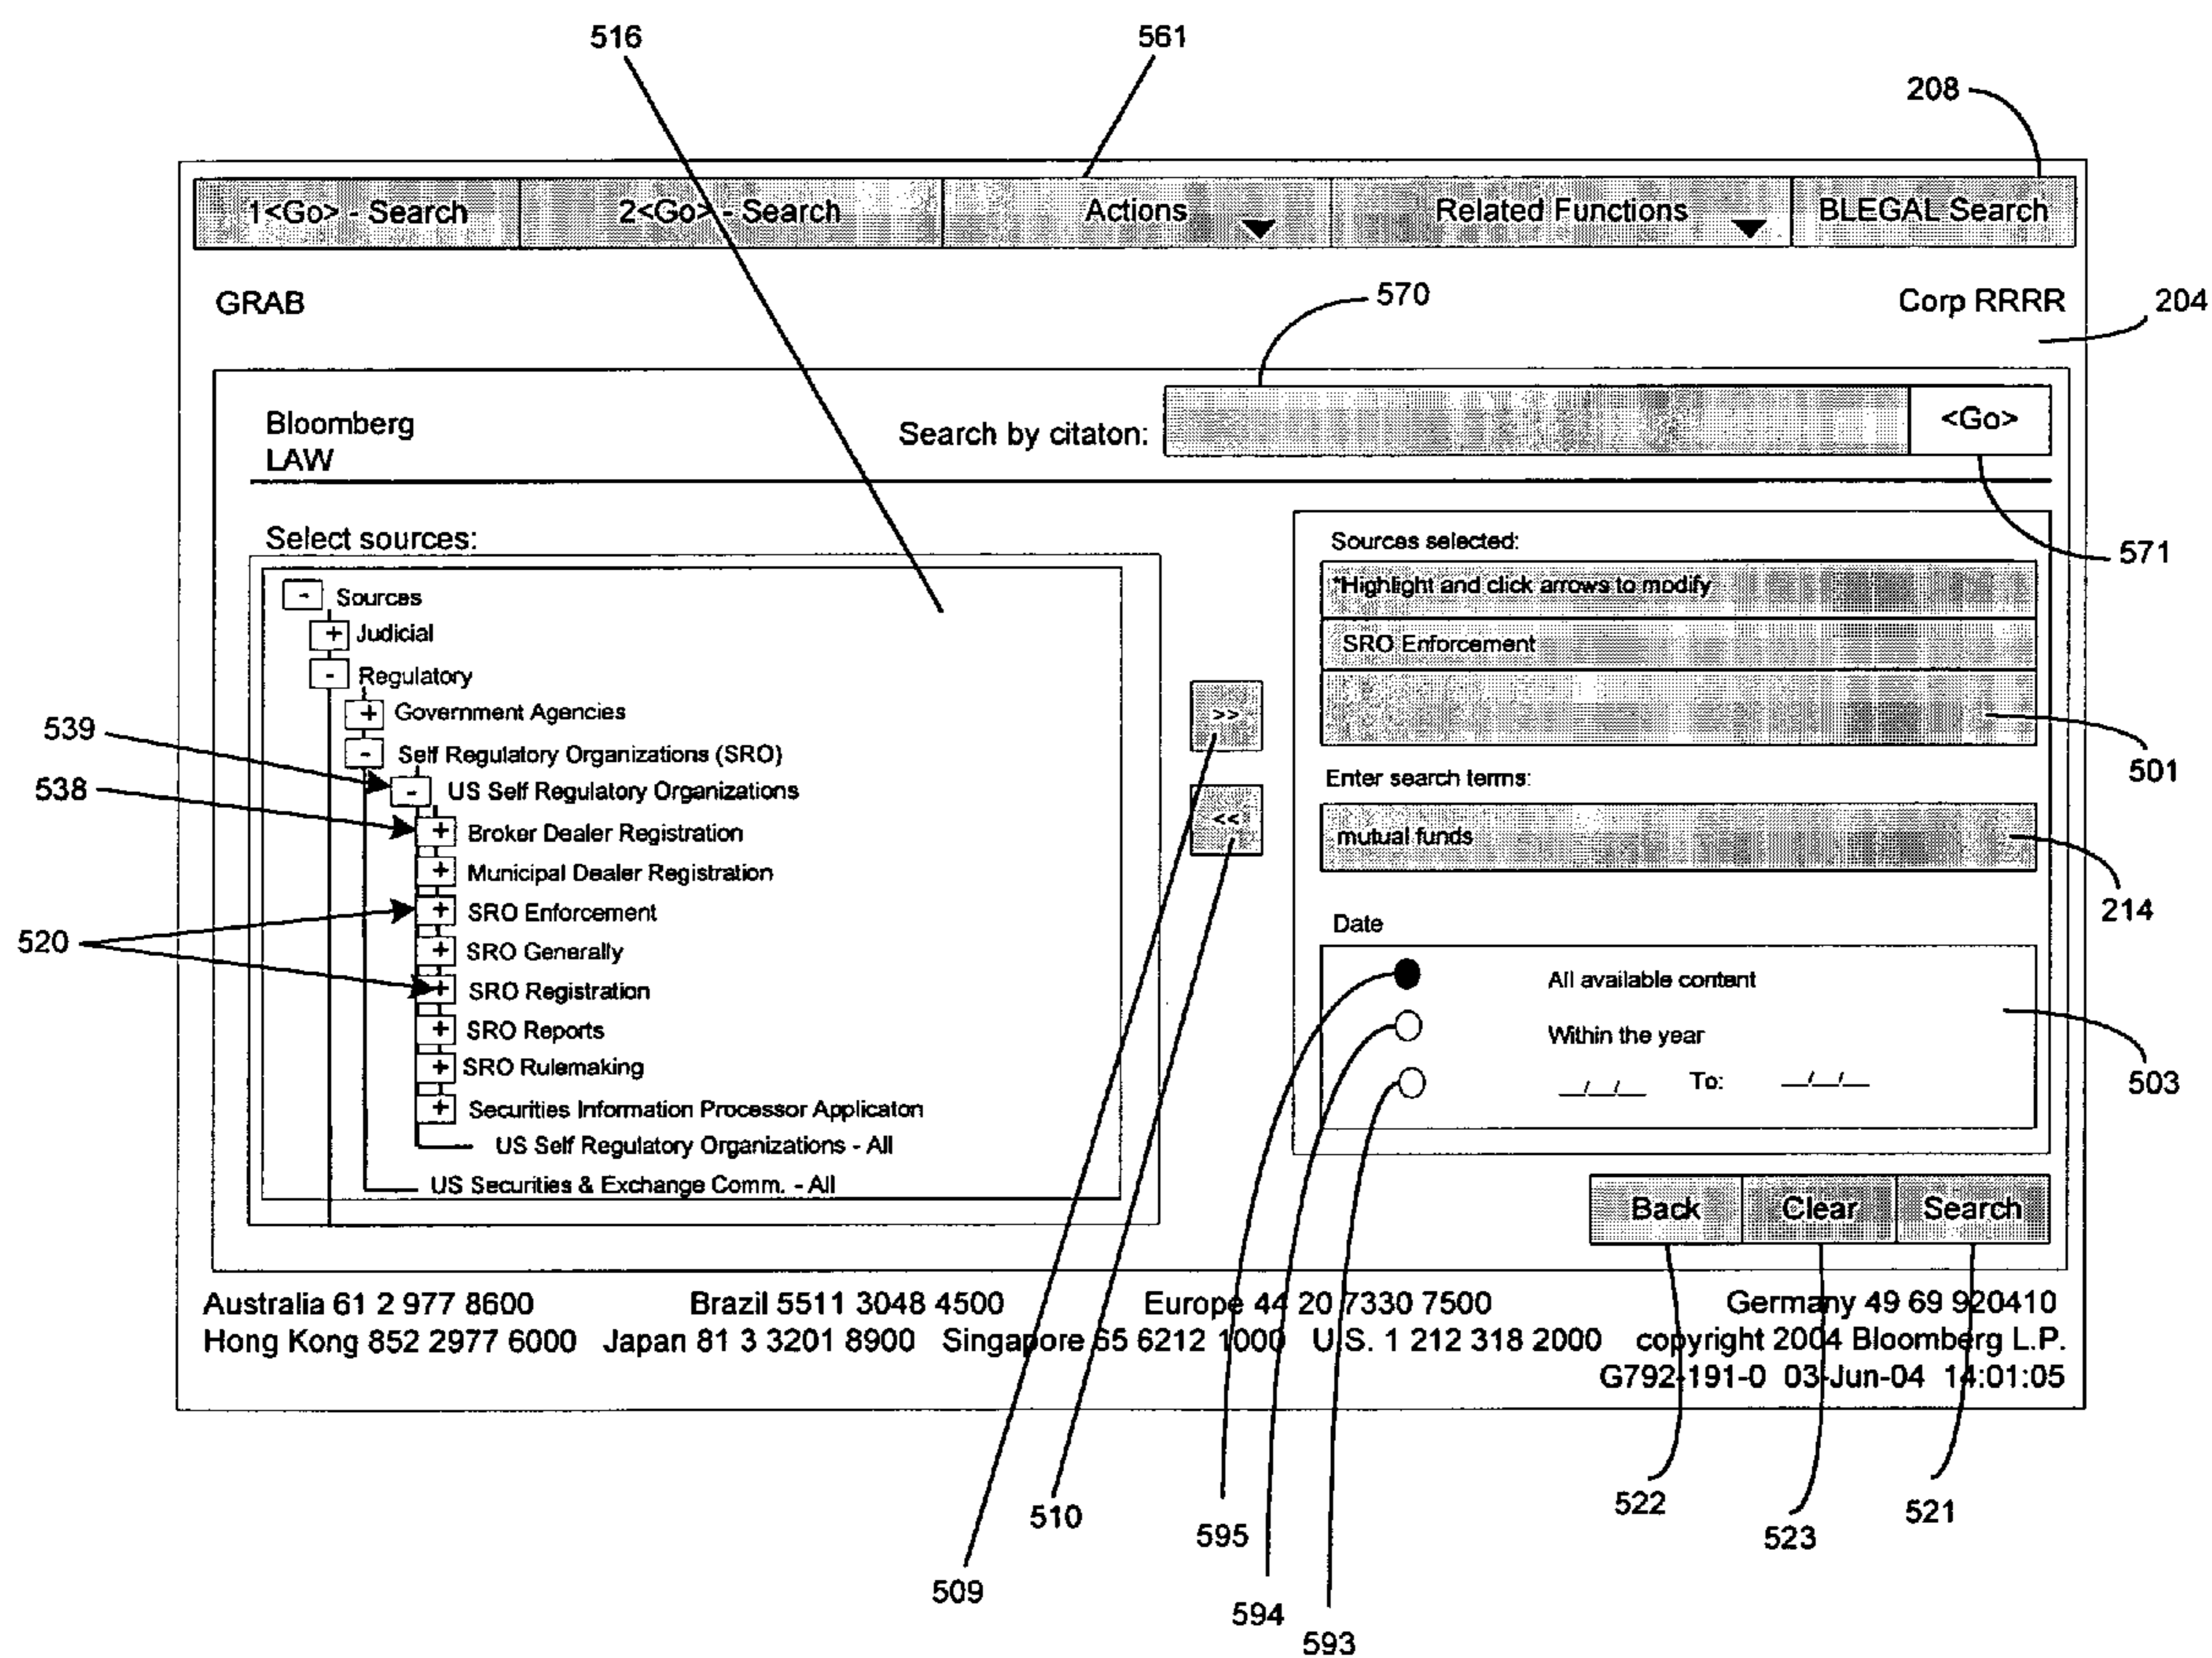 516
561
208
1<Go> - Search
2<Go> - Search
Actions
Related Functions
BLEGAL Search
GRAB
570
Corp RRRR
204
Bloomberg
LAW
Search by citaton:
<Go>
571
Select sources:
- Sources
+ Judicial
- Regulatory
+ Government Agencies
- Self Regulatory Organizations (SRO)
- US Self Regulatory Organizations
+ Broker Dealer Registration
+ Municipal Dealer Registration
+ SRO Enforcement
+ SRO Generally
+ SRO Registration
+ SRO Reports
+ SRO Rulemaking
+ Securities Information Processor Applicaton
US Self Regulatory Organizations - All
US Securities & Exchange Comm. - All
539
538
520
>>
<<
Sources selected:
*Highlight and click arrows to modify
SRO Enforcement
501
Enter search terms:
mutual funds
214
Date
All available content
Within the year
__/__/__ To: __/__/__
503
Back
Clear
Search
Australia 61 2 977 8600 Brazil 5511 3048 4500 Europe 44 20 7330 7500 Germany 49 69 920410
Hong Kong 852 2977 6000 Japan 81 3 3201 8900 Singapore 65 6212 1000 U.S. 1 212 318 2000 copyright 2004 Bloomberg L.P.
G792-191-0 03-Jun-04 14:01:05
522
523
521
510
595
509
594
593